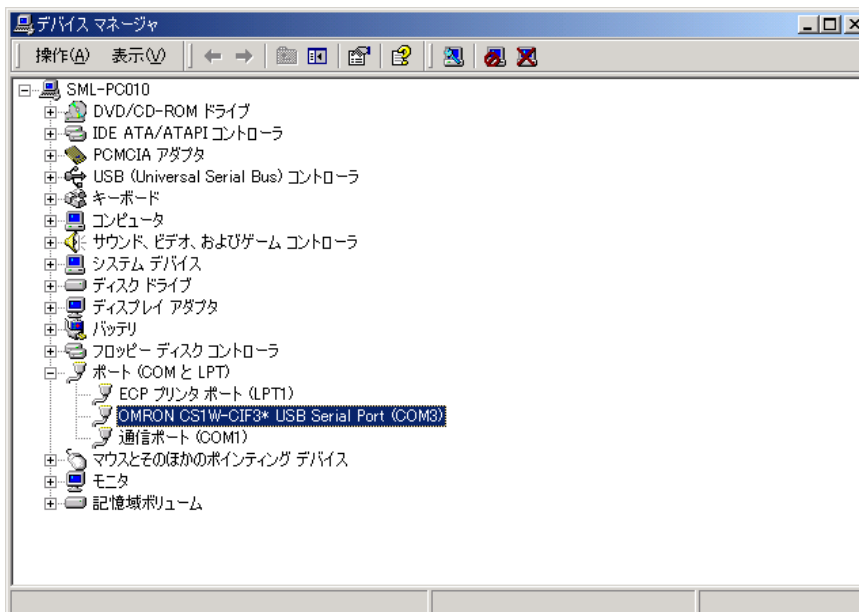 デバイス マネージャ
操作(A) 表示(V)
SML-PC010
DVD/CD-ROM ドライブ
IDE ATA/ATAPI コントローラ
PCMCIA アダプタ
USB (Universal Serial Bus) コントローラ
キーボード
コンピュータ
サウンド、ビデオ、およびゲーム コントローラ
システム デバイス
ディスク ドライブ
ディスプレイ アダプタ
バッテリ
フロッピー ディスク コントローラ
ポート (COM と LPT)
ECP プリンタ ポート (LPT1)
OMRON CS1W-CIF3* USB Serial Port (COM3)
通信ポート (COM1)
マウスとそのほかのポインティング デバイス
モニタ
記憶域ボリューム